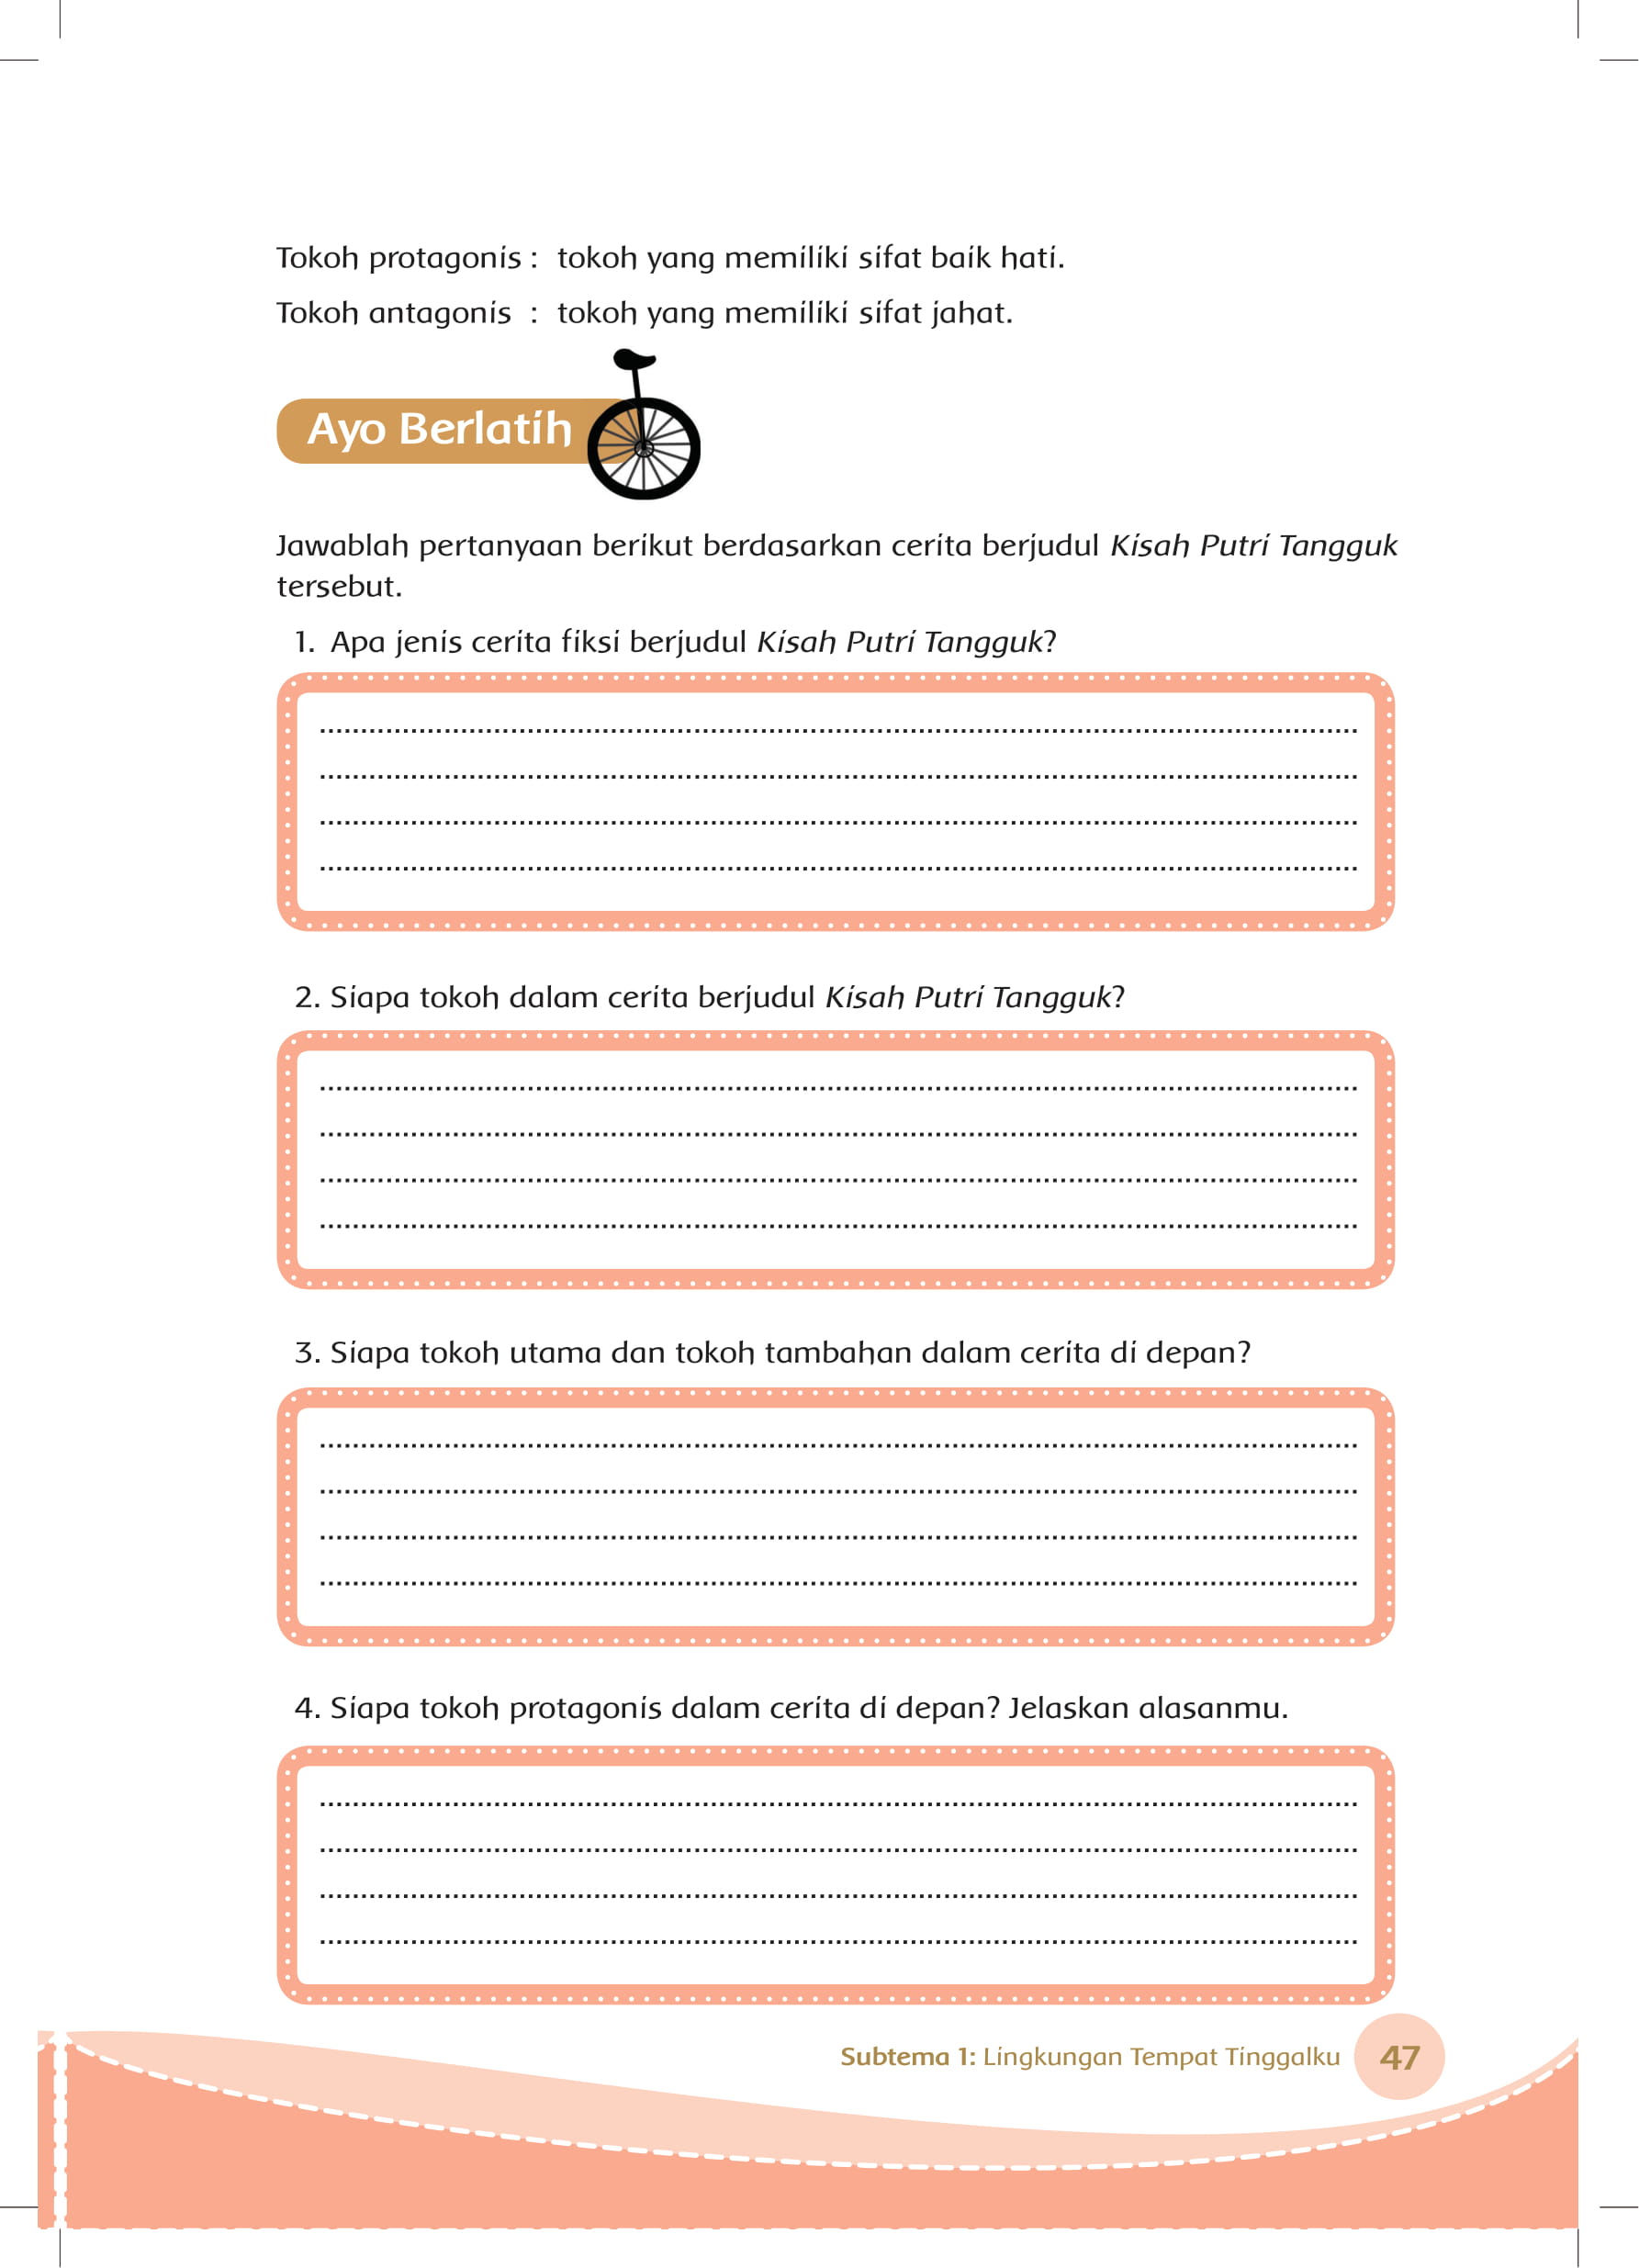 Tokoh protagonis : tokoh yang memiliki sifat baik hati.
Tokoh antagonis : tokoh yang memiliki sifat jahat.
Ayo Berlatih
Jawablah pertanyaan berikut berdasarkan cerita berjudul Kisah Putri Tangguk
tersebut.
1. Apa jenis cerita fiksi berjudul Kisah Putri Tangguk?
2. Siapa tokoh dalam cerita berjudul Kisah Putri Tangguk?
3. Siapa tokoh utama dan tokoh tambahan dalam cerita di depan?
4. Siapa tokoh protagonis dalam cerita di depan? Jelaskan alasanmu.
Subtema 1: Lingkungan Tempat Tinggalku 47